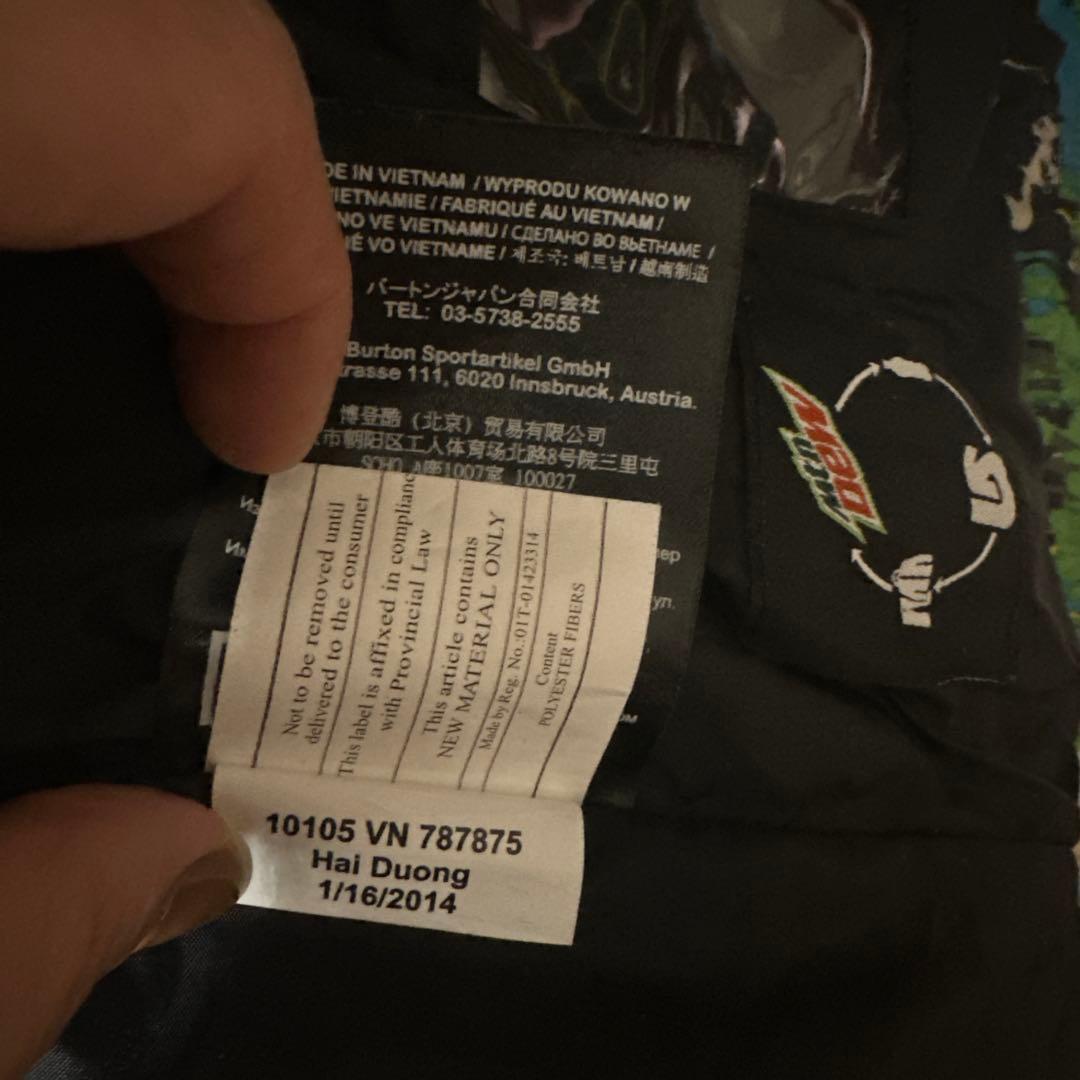 DE IN VIETNAM / WYPRODU KOWANO W
IETNAMIE / FABRIQUÉ AU VIETNAM /
NO VE VIETNAMU / СДЕЛАНО ВО ВЬЕТНАМЕ /
É VO VIETNAME / 제조국: 베트남 / 越南制造
バートンジャパン合同会社
TEL: 03-5738-2555
Burton Sportartikel GmbH
rasse 111, 6020 Innsbruck, Austria.
博登酷（北京）贸易有限公司
市朝阳区工人体育场北路8号院三里屯
SOHO A座1007室 100027
Not to be removed until
delivered to the consumer
This label is affixed in complianc
with Provincial Law
This article contains
NEW MATERIAL ONLY
Made by Reg. No.:01T-01423314
Content
POLYESTER FIBERS
10105 VN 787875
Hai Duong
1/16/2014
Mtn